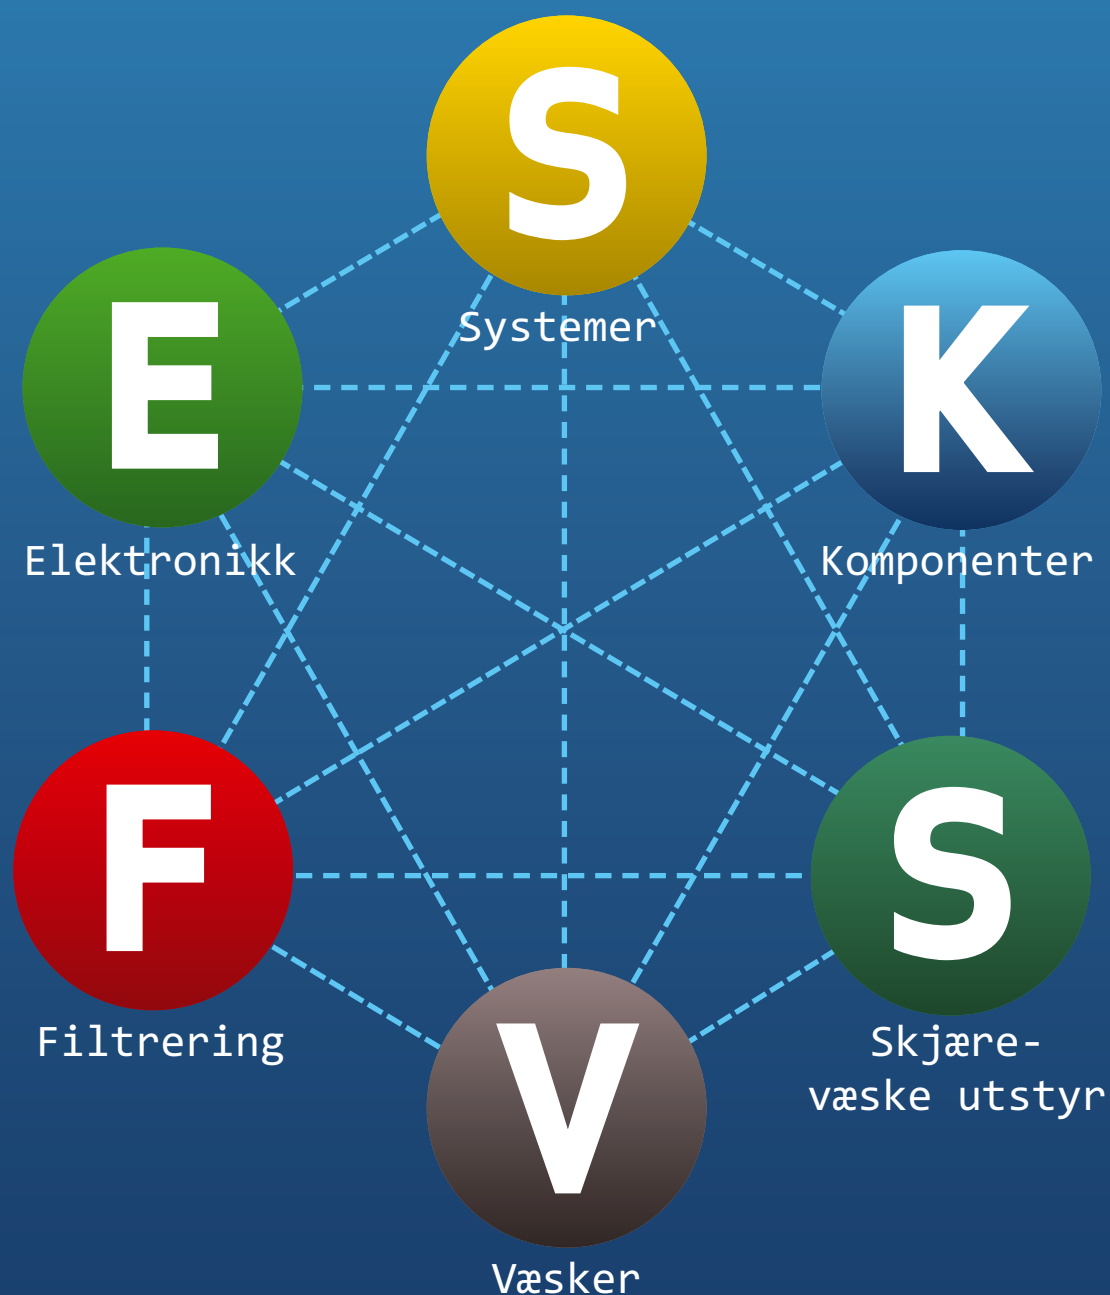 S
Systemer
E
Elektronikk
K
Komponenter
F
Filtrering
S
Skjære-
væske utstyr
V
Væsker